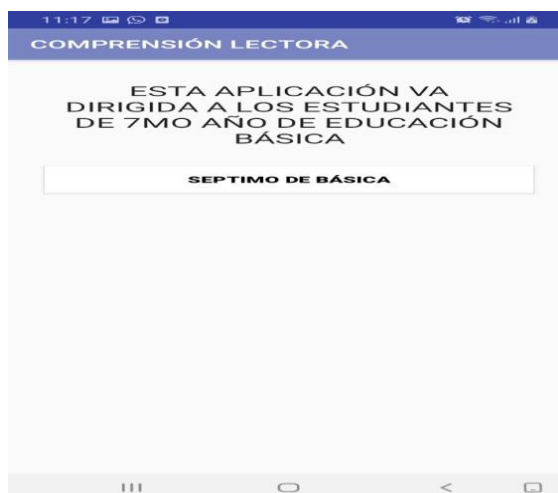 11:17
COMPRENSIÓN LECTORA
ESTA APLICACIÓN VA
DIRIGIDA A LOS ESTUDIANTES
DE 7MO AÑO DE EDUCACIÓN
BÁSICA
SEPTIMO DE BÁSICA